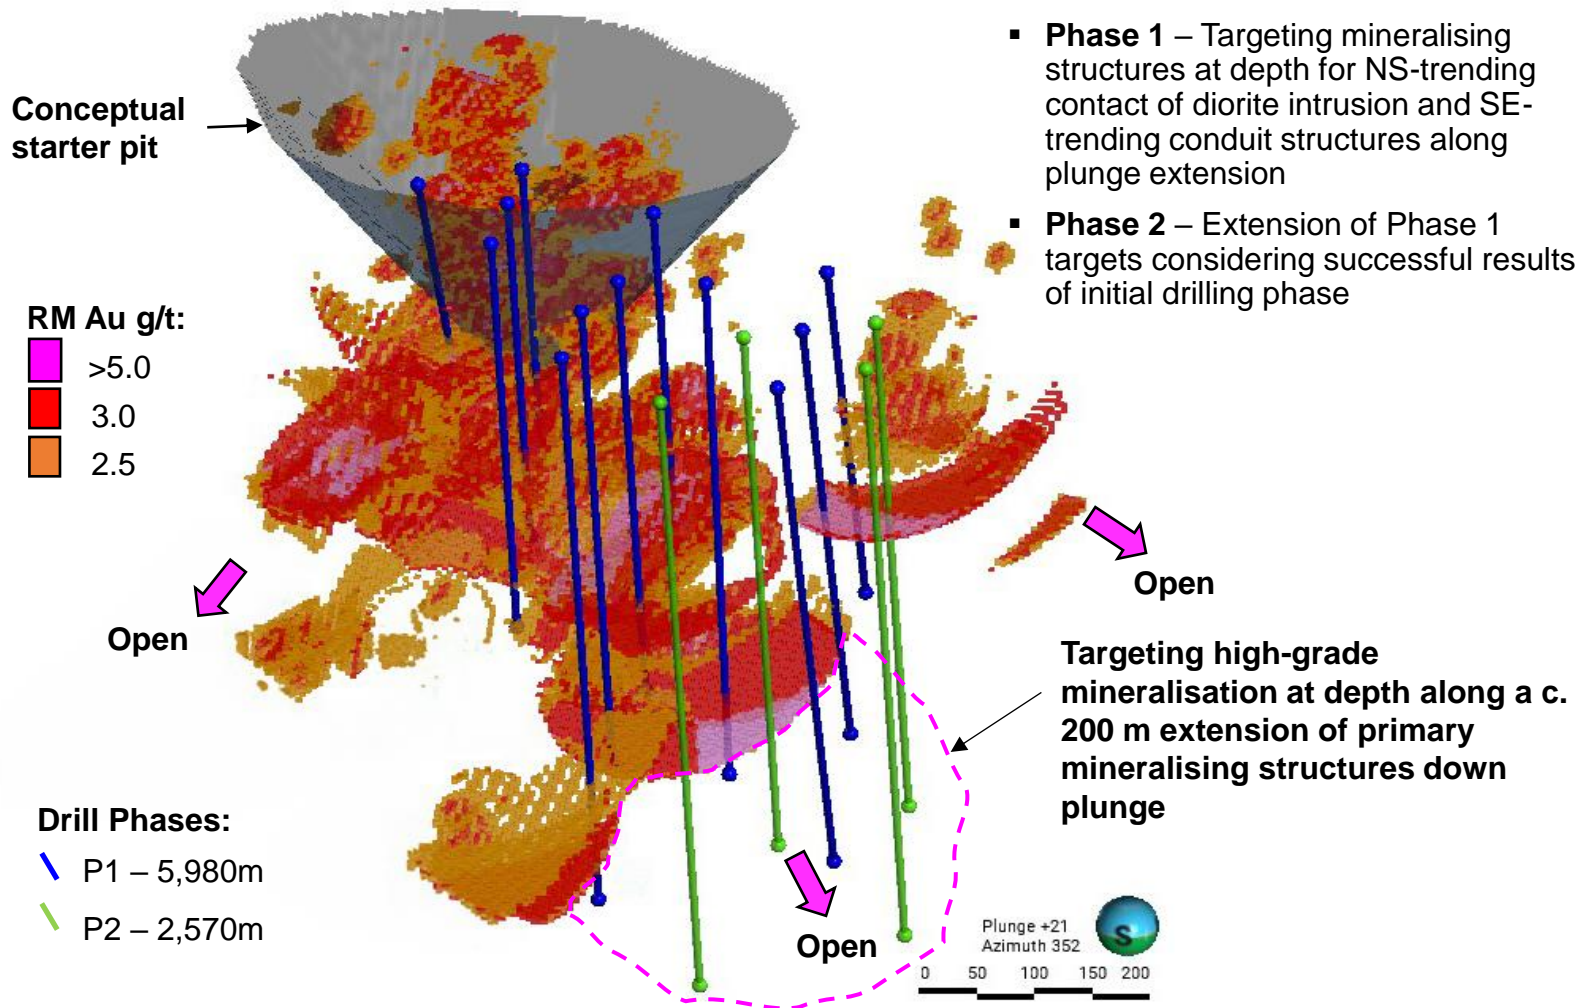 ▪ Phase 1 – Targeting mineralising
structures at depth for NS-trending
contact of diorite intrusion and SE-
trending conduit structures along
plunge extension
▪ Phase 2 – Extension of Phase 1
targets considering successful results
of initial drilling phase
Conceptual
starter pit
RM Au g/t:
>5.0
3.0
2.5
Open
Open
Targeting high-grade
mineralisation at depth along a c.
200 m extension of primary
mineralising structures down
plunge
Drill Phases:
P1 – 5,980m
P2 – 2,570m
Open
Plunge +21
Azimuth 352
S
0 50 100 150 200